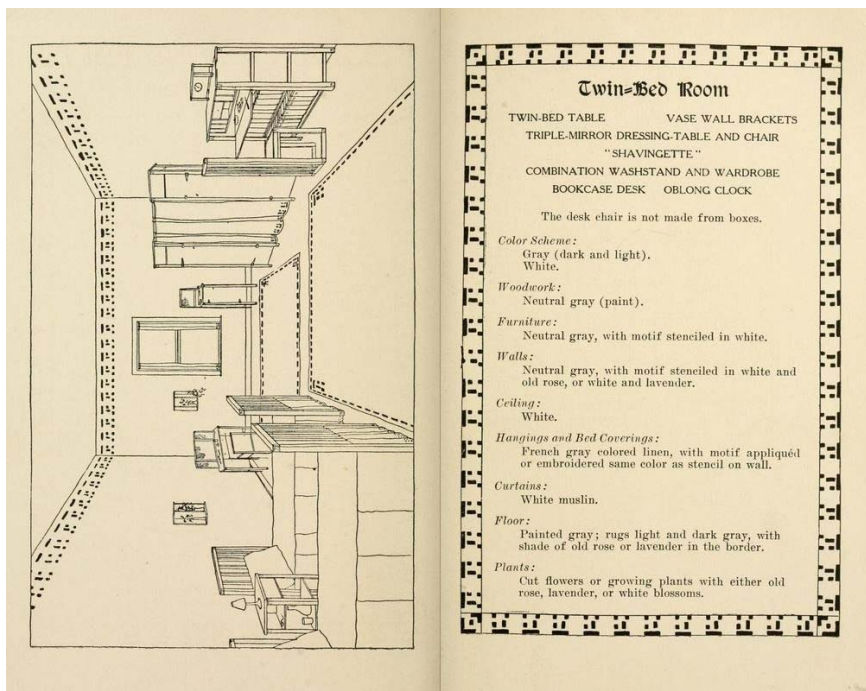 Twin-Bed Room
TWIN-BED TABLE VASE WALL BRACKETS
TRIPLE-MIRROR DRESSING-TABLE AND CHAIR
"SHAVINGETTE"
COMBINATION WASHSTAND AND WARDROBE
BOOKCASE DESK OBLONG CLOCK
The desk chair is not made from boxes.
Color Scheme:
Gray (dark and light).
White.
Woodwork:
Neutral gray (paint).
Furniture:
Neutral gray, with motif stenciled in white.
Walls:
Neutral gray, with motif stenciled in white and
old rose, or white and lavender.
Ceiling:
White.
Hangings and Bed Coverings:
French gray colored linen, with motif appliquéd
or embroidered same color as stencil on wall.
Curtains:
White muslin.
Floor:
Painted gray; rugs light and dark gray, with
shade of old rose or lavender in the border.
Plants:
Cut flowers or growing plants with either old
rose, lavender, or white blossoms.